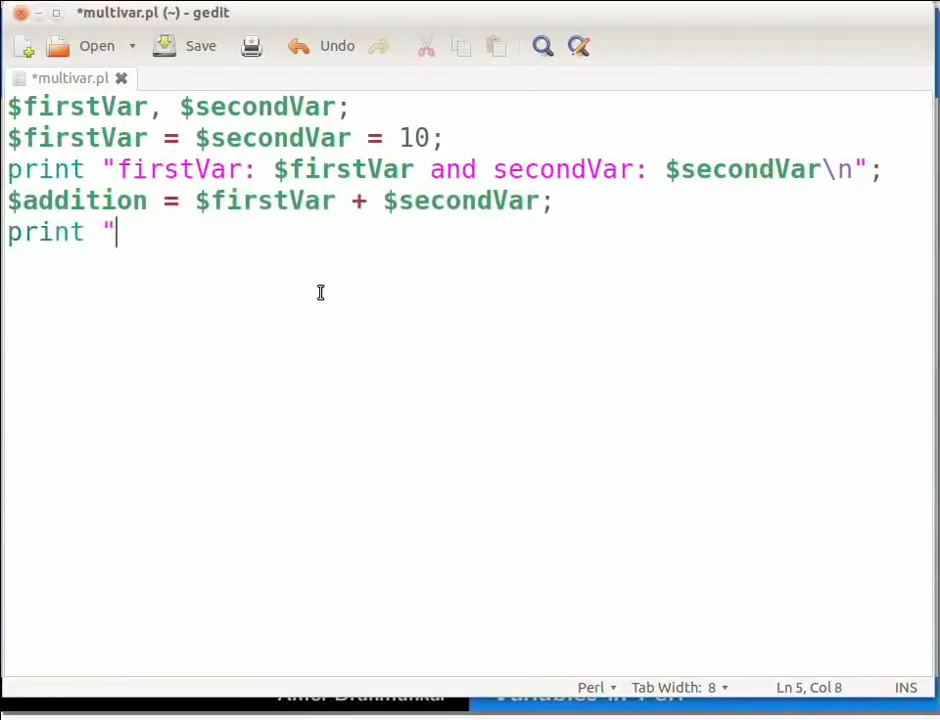 *multivar.pl (~) - gedit
Open Save Undo
*multivar.pl
$firstVar, $secondVar;
$firstVar = $secondVar = 10;
print "firstVar: $firstVar and secondVar: $secondVar\n";
$addition = $firstVar + $secondVar;
print "
Perl Tab Width: 8 Ln 5, Col 8 INS